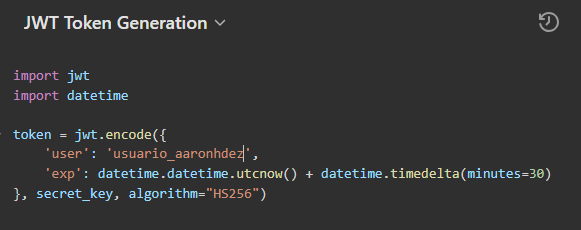 JWT Token Generation
import jwt
import datetime
token = jwt.encode({
    'user': 'usuario_aaronhdez',
    'exp': datetime.datetime.utcnow() + datetime.timedelta(minutes=30)
}, secret_key, algorithm="HS256")